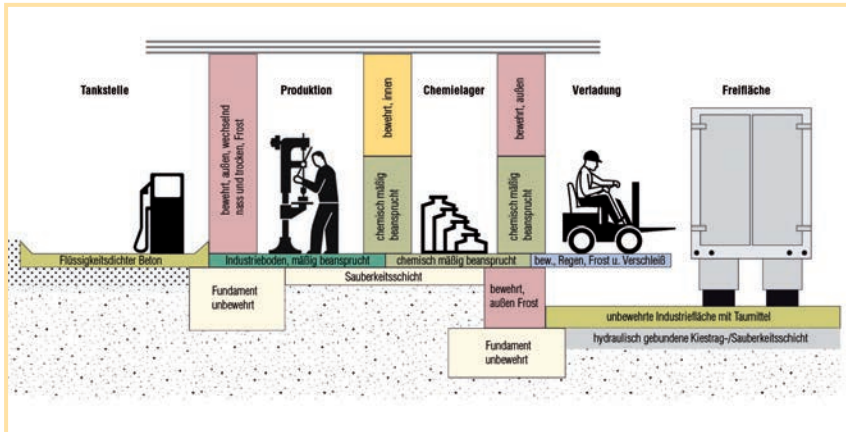 Tankstelle
Produktion
Chemielager
Verladung
Freifläche
bewehrt, außen, wechselnd
nass und trocken, Frost
bewehrt, innen
bewehrt, außen
chemisch mäßig
beansprucht
chemisch mäßig
beansprucht
Flüssigkeitsdichter Beton
Industrieboden, mäßig beansprucht
chemisch mäßig beansprucht
bew., Regen, Frost u. Verschleiß
Sauberkeitsschicht
Fundament
unbewehrt
bewehrt,
außen Frost
unbewehrte Industriefläche mit Taumittel
hydraulisch gebundene Kiestrag-/Sauberkeitsschicht
Fundament
unbewehrt